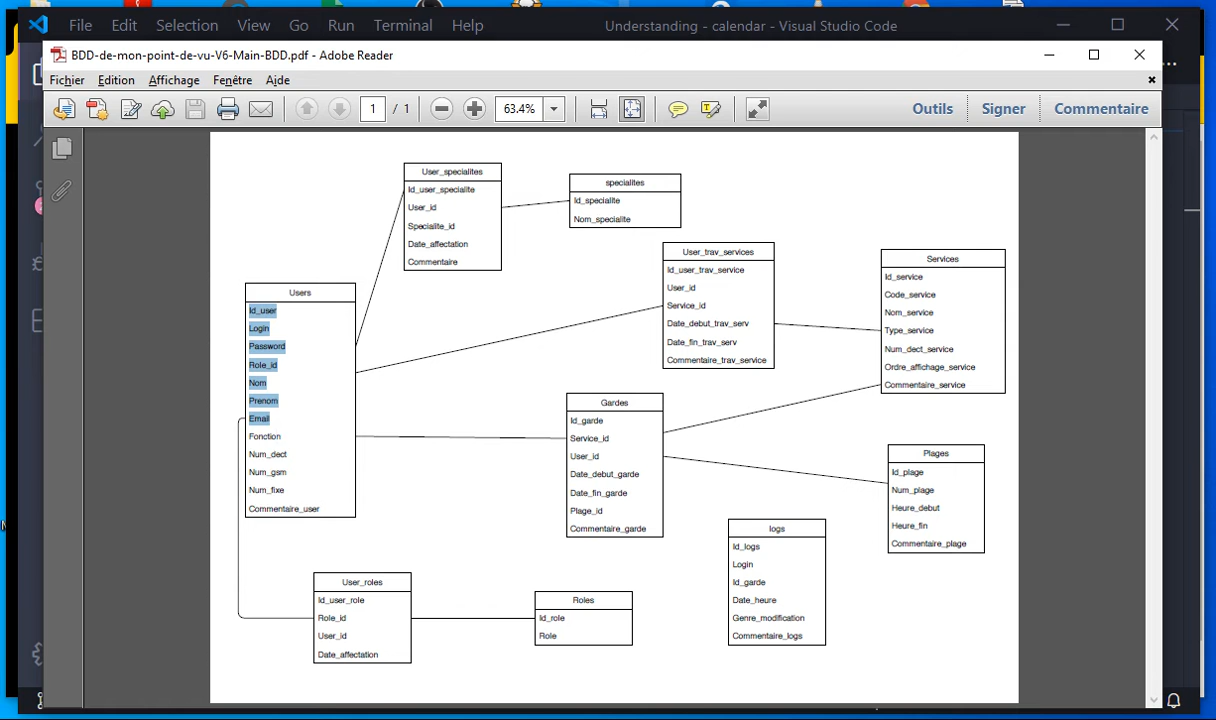 File Edit Selection View Go Run Terminal Help Understanding - calendar - Visual Studio Code
BDD-de-mon-point-de-vu-V6-Main-BDD.pdf - Adobe Reader
Fichier Edition Affichage Fenêtre Aide
1 / 1 63.4% Outils Signer Commentaire
User_specialites
Id_user_specialite
User_id
Specialite_id
Date_affectation
Commentaire
specialites
Id_specialite
Nom_specialite
User_trav_services
Id_user_trav_service
User_id
Service_id
Date_debut_trav_serv
Date_fin_trav_serv
Commentaire_trav_service
Services
Id_service
Code_service
Nom_service
Type_service
Num_dect_service
Ordre_affichage_service
Commentaire_service
Users
Id_user
Login
Password
Role_id
Nom
Prenom
Email
Fonction
Num_dect
Num_gsm
Num_fixe
Commentaire_user
Gardes
Id_garde
Service_id
User_id
Date_debut_garde
Date_fin_garde
Plage_id
Commentaire_garde
Plages
Id_plage
Num_plage
Heure_debut
Heure_fin
Commentaire_plage
logs
Id_logs
Login
Id_garde
Date_heure
Genre_modification
Commentaire_logs
User_roles
Id_user_role
Role_id
User_id
Date_affectation
Roles
Id_role
Role